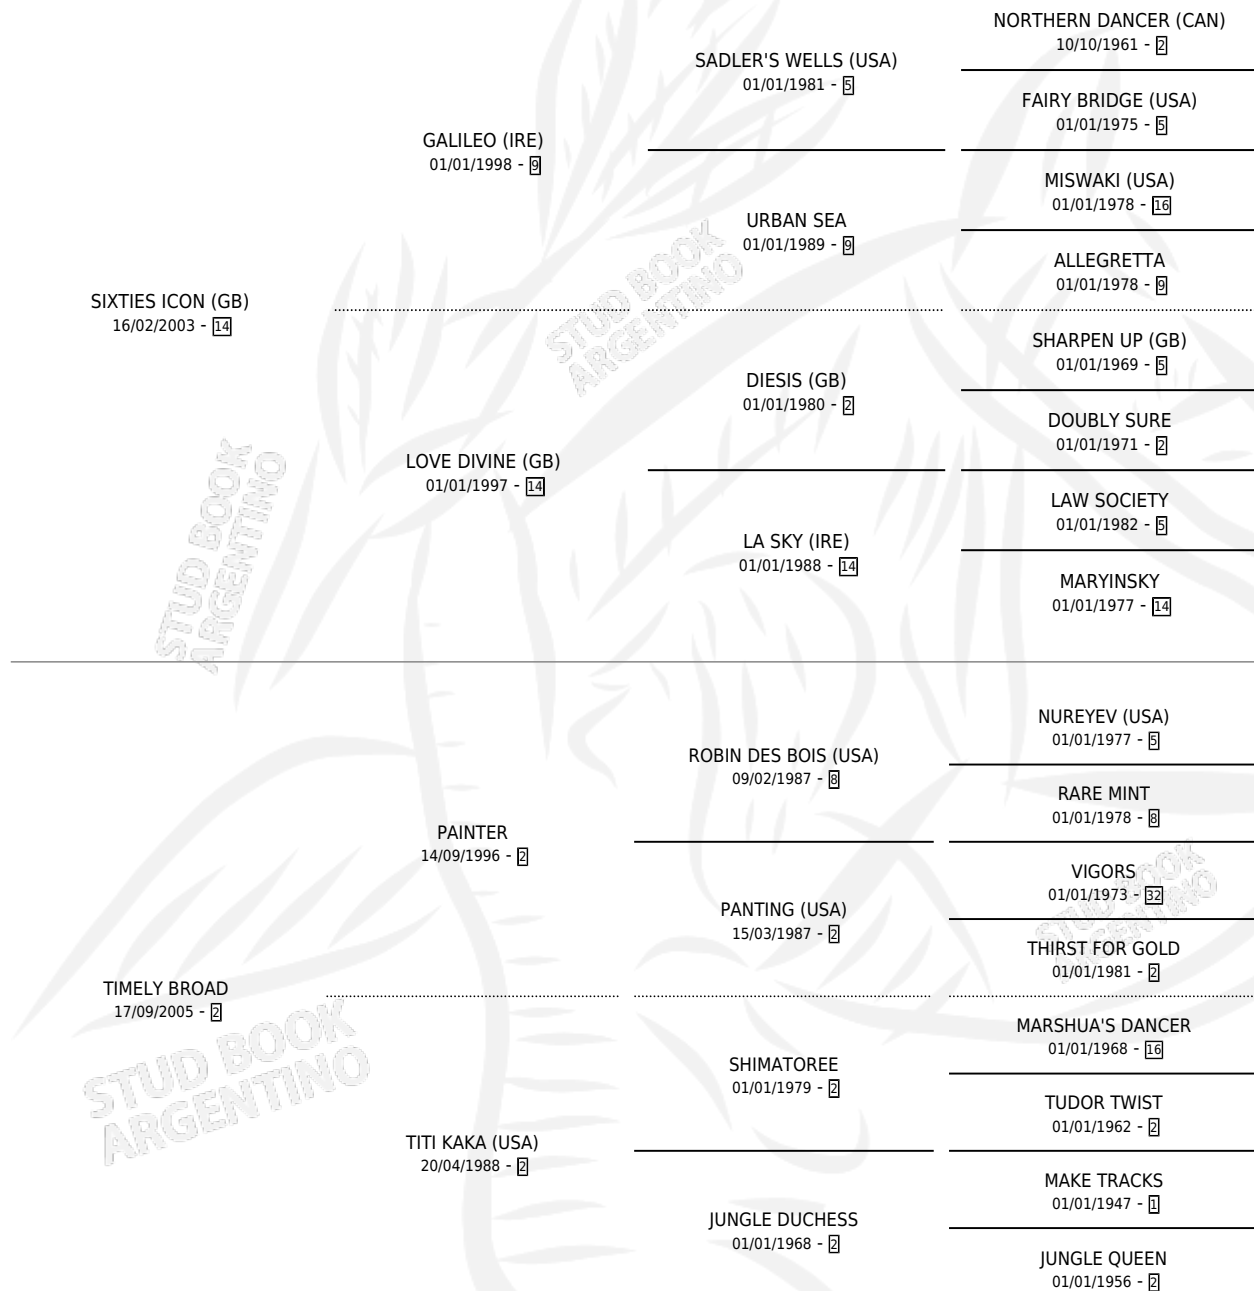 NORTHERN DANCER (CAN)
10/10/1961 - 2
SADLER'S WELLS (USA)
01/01/1981 - 5
FAIRY BRIDGE (USA)
01/01/1975 - 5
GALILEO (IRE)
01/01/1998 - 9
MISWAKI (USA)
01/01/1978 - 16
URBAN SEA
01/01/1989 - 9
ALLEGRETTA
01/01/1978 - 9
SIXTIES ICON (GB)
16/02/2003 - 14
STUD BOOK
ARGENTINO
SHARPEN UP (GB)
01/01/1969 - 5
DIESIS (GB)
01/01/1980 - 2
DOUBLY SURE
01/01/1971 - 2
LOVE DIVINE (GB)
01/01/1997 - 14
LAW SOCIETY
01/01/1982 - 5
LA SKY (IRE)
01/01/1988 - 14
MARYINSKY
01/01/1977 - 14
STUD BOOK
ARGENTINO
NUREYEV (USA)
01/01/1977 - 5
ROBIN DES BOIS (USA)
09/02/1987 - 8
RARE MINT
01/01/1978 - 8
PAINTER
14/09/1996 - 2
VIGORS
01/01/1973 - 32
PANTING (USA)
15/03/1987 - 2
STUD BOOK
ARGENTINO
THIRST FOR GOLD
01/01/1981 - 2
TIMELY BROAD
17/09/2005 - 2
MARSHUA'S DANCER
01/01/1968 - 16
SHIMATOREE
01/01/1979 - 2
TUDOR TWIST
01/01/1962 - 2
STUD BOOK
ARGENTINO
TITI KAKA (USA)
20/04/1988 - 2
MAKE TRACKS
01/01/1947 - 1
JUNGLE DUCHESS
01/01/1968 - 2
JUNGLE QUEEN
01/01/1956 - 2